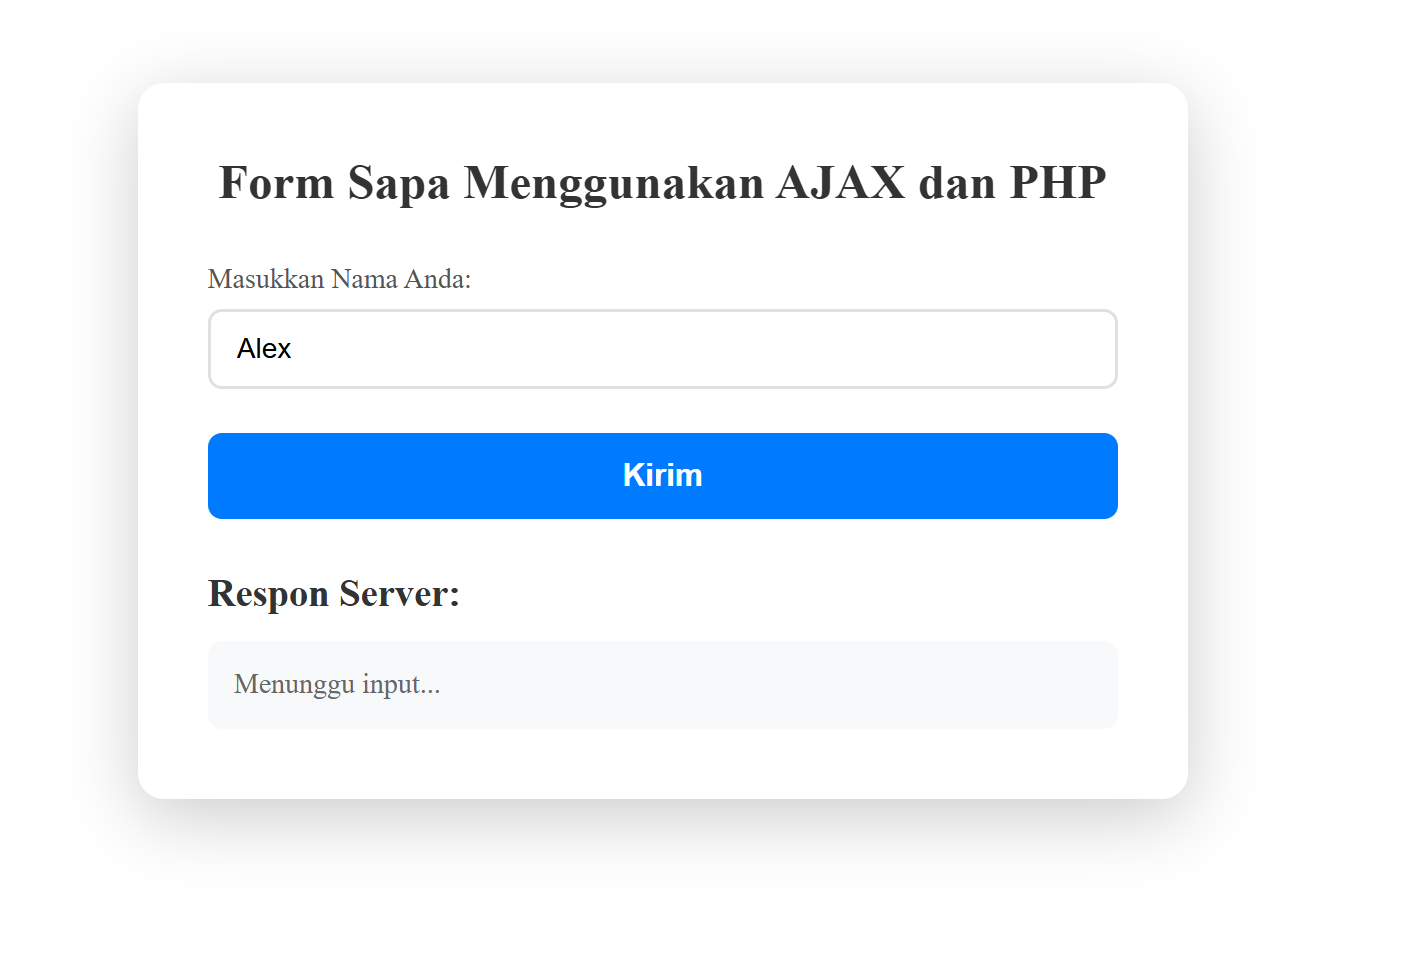 Form Sapa Menggunakan AJAX dan PHP
Masukkan Nama Anda:
Alex
Kirim
Respon Server:
Menunggu input...